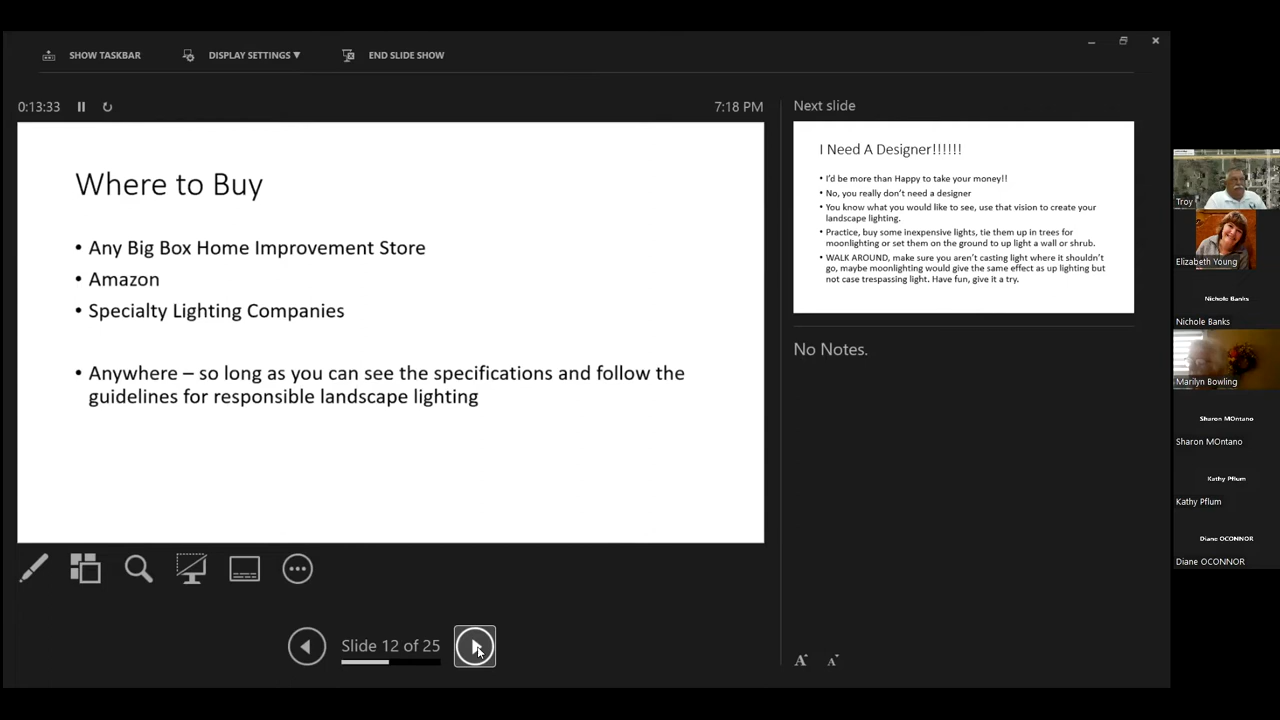 SHOW TASKBAR
DISPLAY SETTINGS ▼
END SLIDE SHOW
0:13:33
7:18 PM
Where to Buy
• Any Big Box Home Improvement Store
• Amazon
• Specialty Lighting Companies
• Anywhere – so long as you can see the specifications and follow the
guidelines for responsible landscape lighting
Slide 12 of 25
Next slide
I Need A Designer!!!!!!
• I'd be more than Happy to take your money!!
• No, you really don't need a designer
• You know what you would like to see, use that vision to create your
landscape lighting.
• Practice, buy some inexpensive lights, tie them up in trees for
moonlighting or set them on the ground to up light a wall or shrub.
• WALK AROUND, make sure you aren't casting light where it shouldn't
go, maybe moonlighting would give the same effect as up lighting but
not case trespassing light. Have fun, give it a try.
No Notes.
A A
Troy
Elizabeth Young
Nichole Banks
Nichole Banks
Marilyn Bowling
Sharon MOntano
Sharon MOntano
Kathy Pflum
Kathy Pflum
Diane OCONNOR
Diane OCONNOR